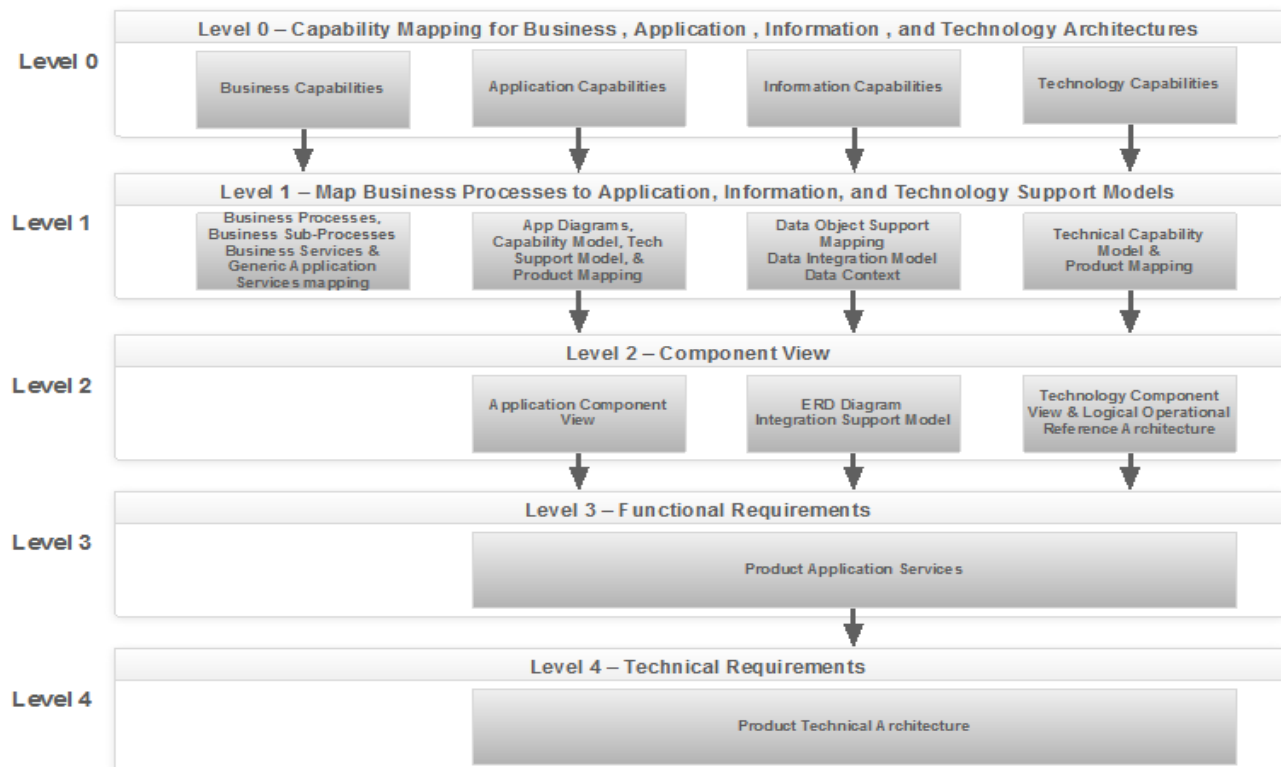 Level 0 – Capability Mapping for Business , Application , Information , and Technology Architectures
Level 0
Business Capabilities
Application Capabilities
Information Capabilities
Technology Capabilities
Level 1 – Map Business Processes to Application, Information, and Technology Support Models
Level 1
Business Processes,
Business Sub-Processes
Business Services &
Generic Application
Services mapping
App Diagrams,
Capability Model, Tech
Support Model, &
Product Mapping
Data Object Support
Mapping
Data Integration Model
Data Context
Technical Capability
Model &
Product Mapping
Level 2 – Component View
Level 2
Application Component
View
ERD Diagram
Integration Support Model
Technology Component
View & Logical Operational
Reference Architecture
Level 3 – Functional Requirements
Level 3
Product Application Services
Level 4 – Technical Requirements
Level 4
Product Technical Architecture